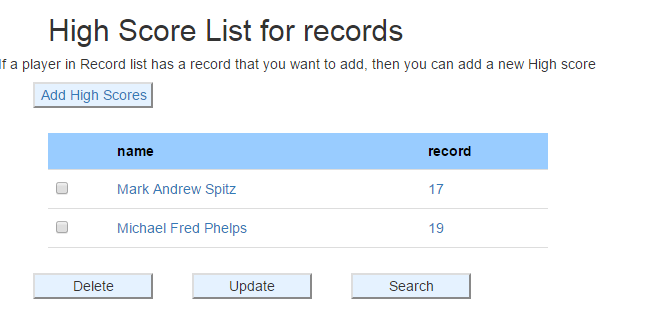 High Score List for records
If a player in Record list has a record that you want to add, then you can add a new High score
Add High Scores
name record
Mark Andrew Spitz 17
Michael Fred Phelps 19
Delete Update Search